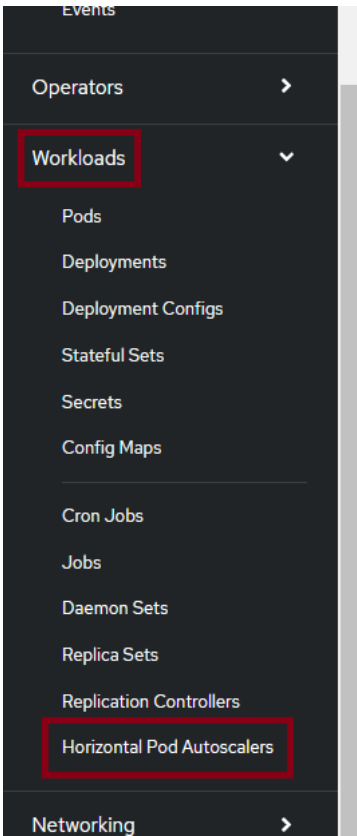 Events
Operators
Workloads
Pods
Deployments
Deployment Configs
Stateful Sets
Secrets
Config Maps
Cron Jobs
Jobs
Daemon Sets
Replica Sets
Replication Controllers
Horizontal Pod Autoscalers
Networking